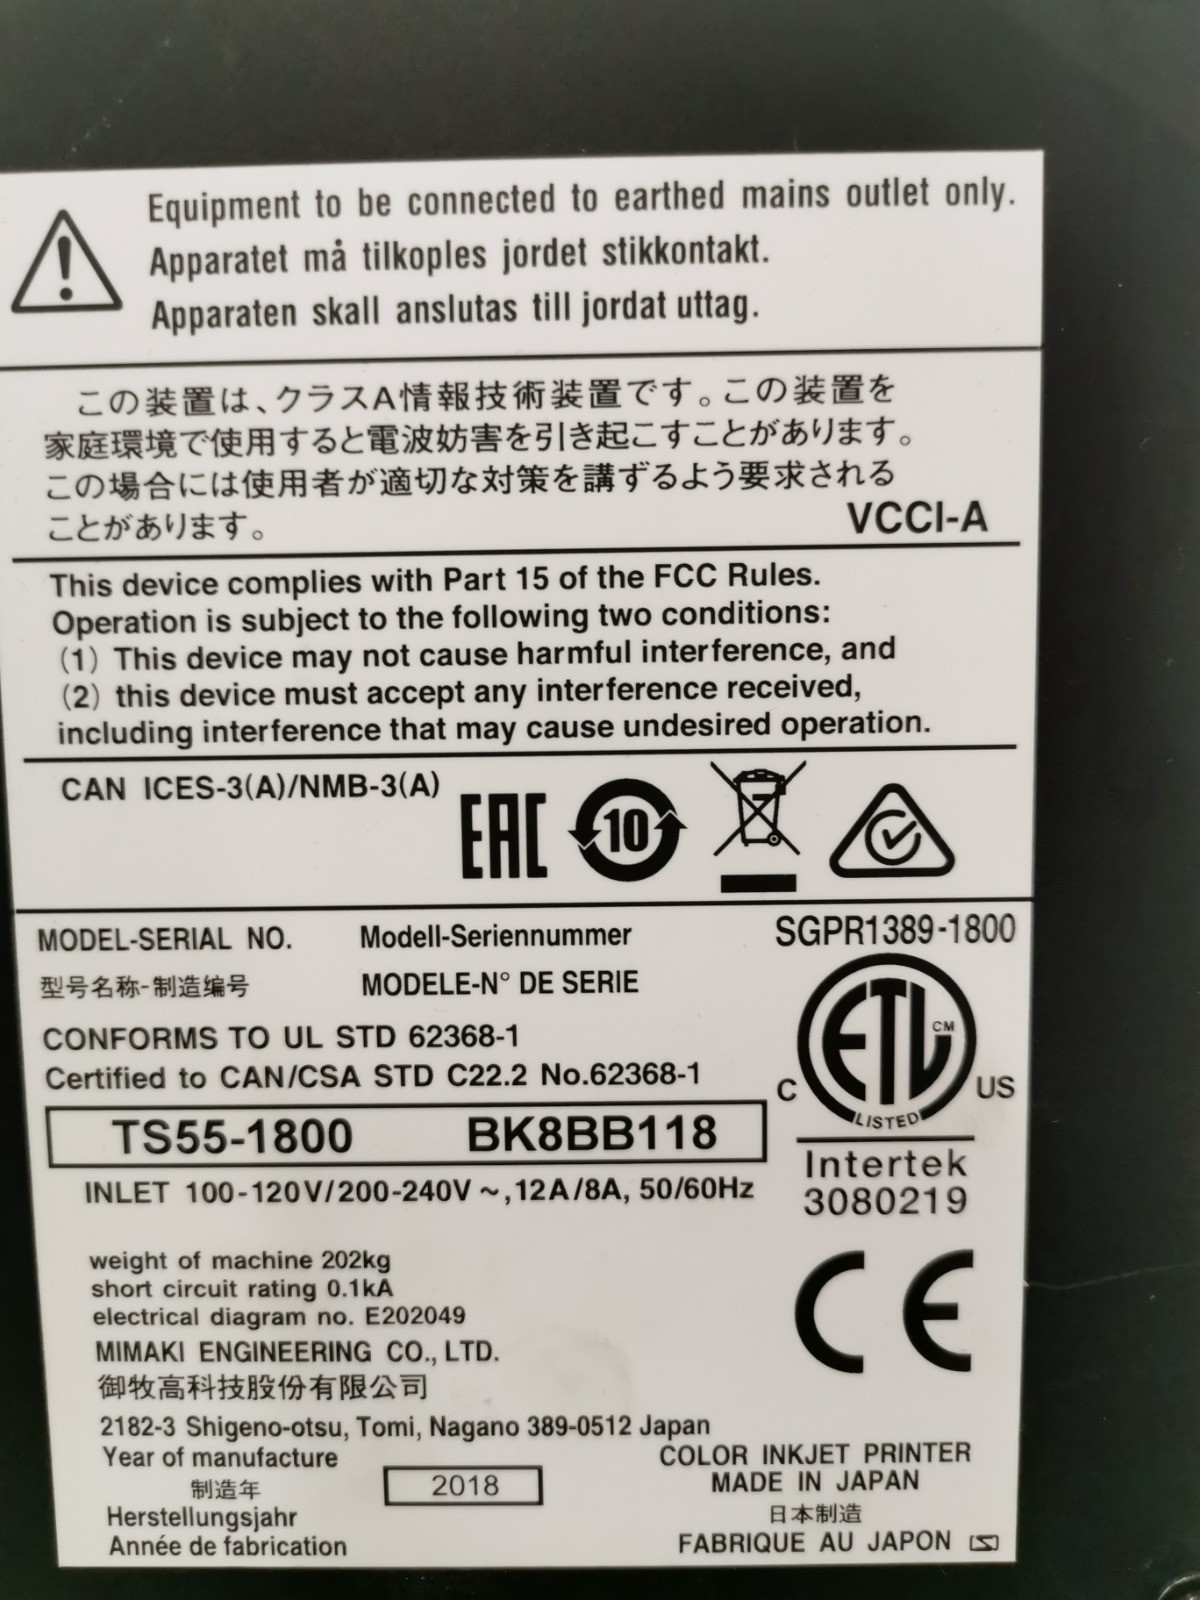 Equipment to be connected to earthed mains outlet only.
Apparatet må tilkoples jordet stikkontakt.
Apparaten skall anslutas till jordat uttag.
この装置は、クラスA情報技術装置です。この装置を
家庭環境で使用すると電波妨害を引き起こすことがあります。
この場合には使用者が適切な対策を講ずるよう要求される
ことがあります。
VCCI-A
This device complies with Part 15 of the FCC Rules.
Operation is subject to the following two conditions:
(1) This device may not cause harmful interference, and
(2) this device must accept any interference received,
including interference that may cause undesired operation.
CAN ICES-3(A)/NMB-3(A)
EAC
10
MODEL-SERIAL NO. Modell-Seriennummer
SGPR1389-1800
型号名称-制造编号 MODELE-N° DE SERIE
CONFORMS TO UL STD 62368-1
Certified to CAN/CSA STD C22.2 No.62368-1
ETL CM
LISTED
C US
TS55-1800 BK8BB118
Intertek
3080219
INLET 100-120V/200-240V ~,12A/8A, 50/60Hz
weight of machine 202kg
short circuit rating 0.1kA
electrical diagram no. E202049
CE
MIMAKI ENGINEERING CO., LTD.
御牧高科技股份有限公司
2182-3 Shigeno-otsu, Tomi, Nagano 389-0512 Japan
Year of manufacture
制造年
Herstellungsjahr
Année de fabrication
2018
COLOR INKJET PRINTER
MADE IN JAPAN
日本制造
FABRIQUE AU JAPON